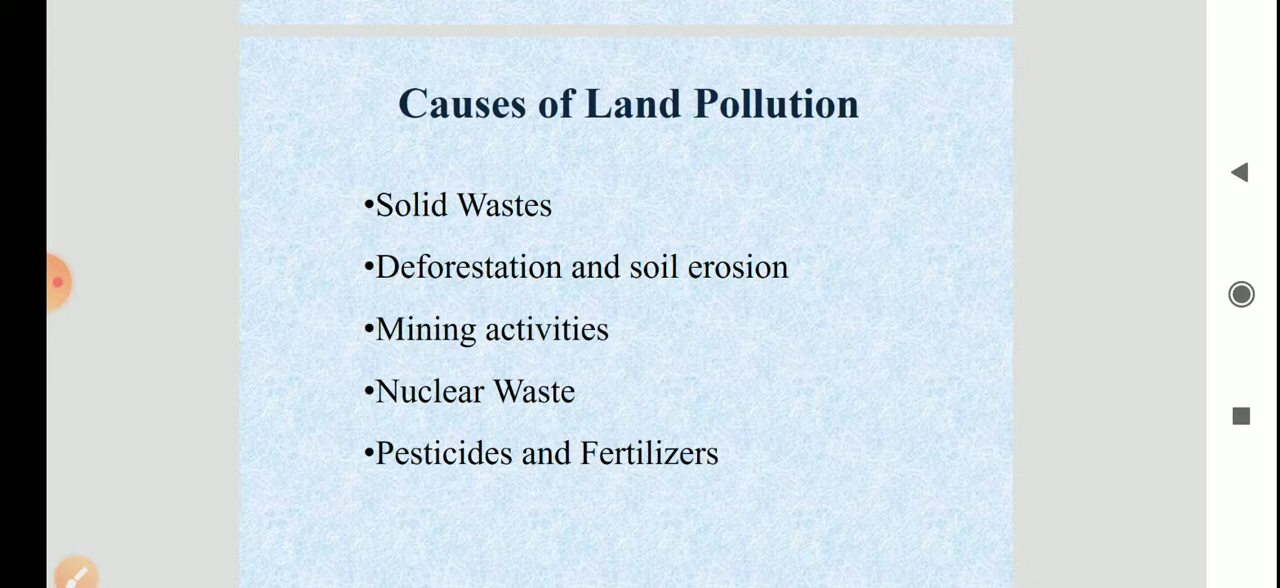 Causes of Land Pollution
•Solid Wastes
•Deforestation and soil erosion
•Mining activities
•Nuclear Waste
•Pesticides and Fertilizers